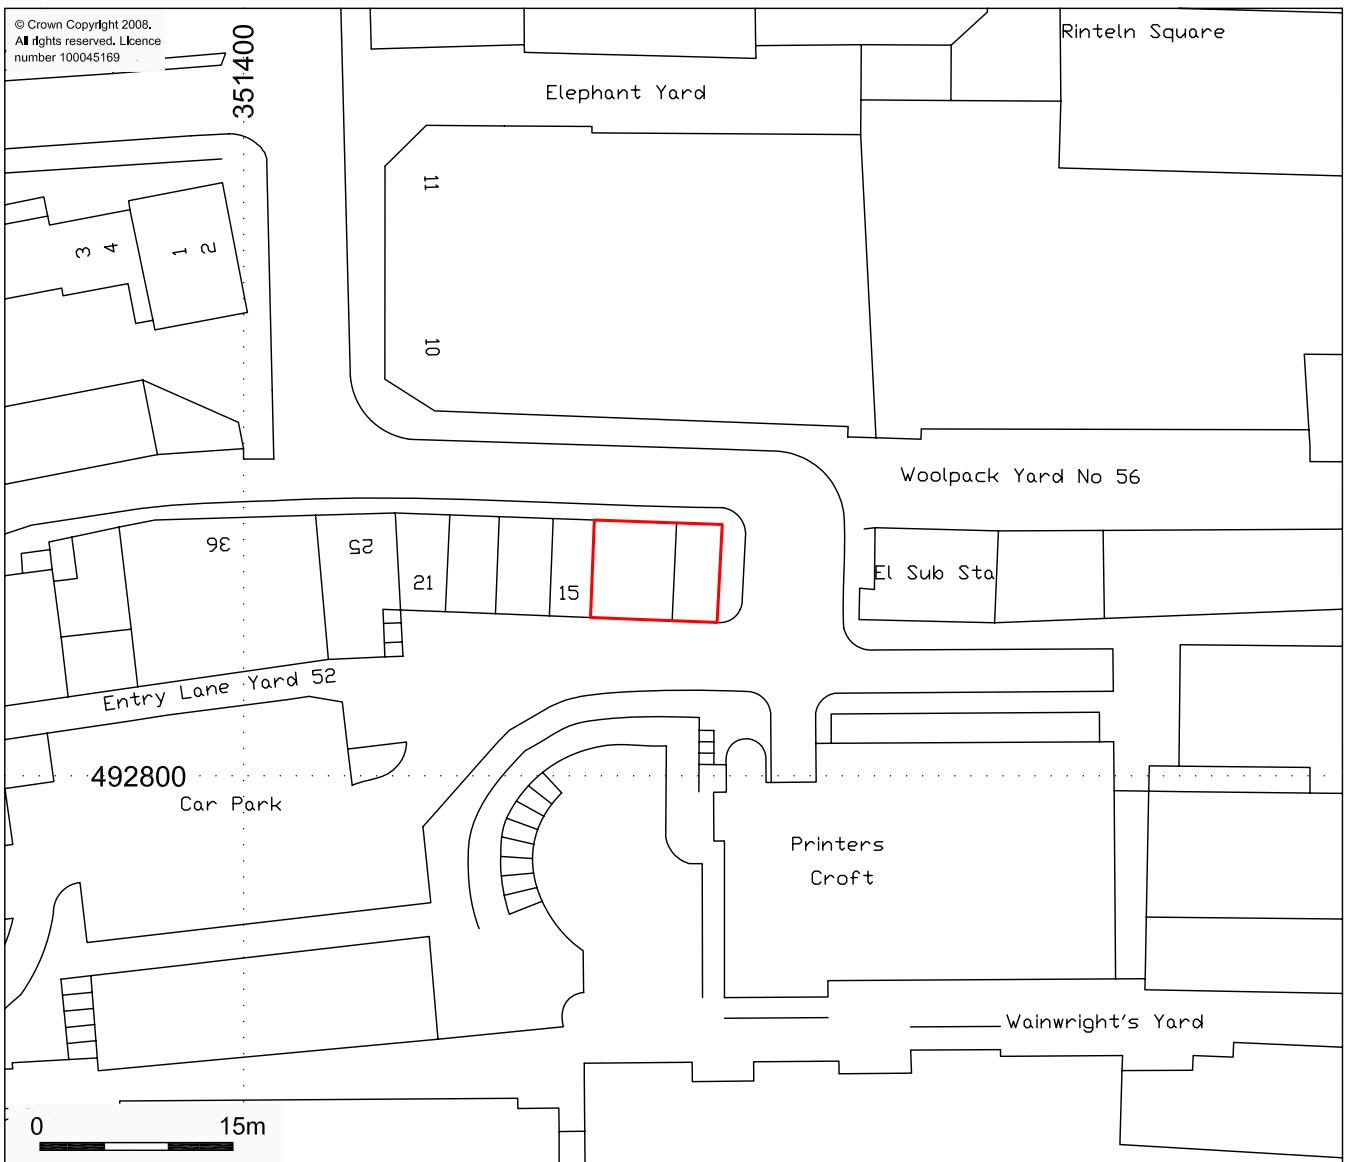 © Crown Copyright 2008.
All rights reserved. Licence
number 100045169
351400
Rinteln Square
Elephant Yard
11
3
4
1
2
10
Woolpack Yard No 56
36
25
21
15
El Sub Sta
Entry Lane Yard 52
492800
Car Park
Printers
Croft
Wainwright's Yard
0 15m